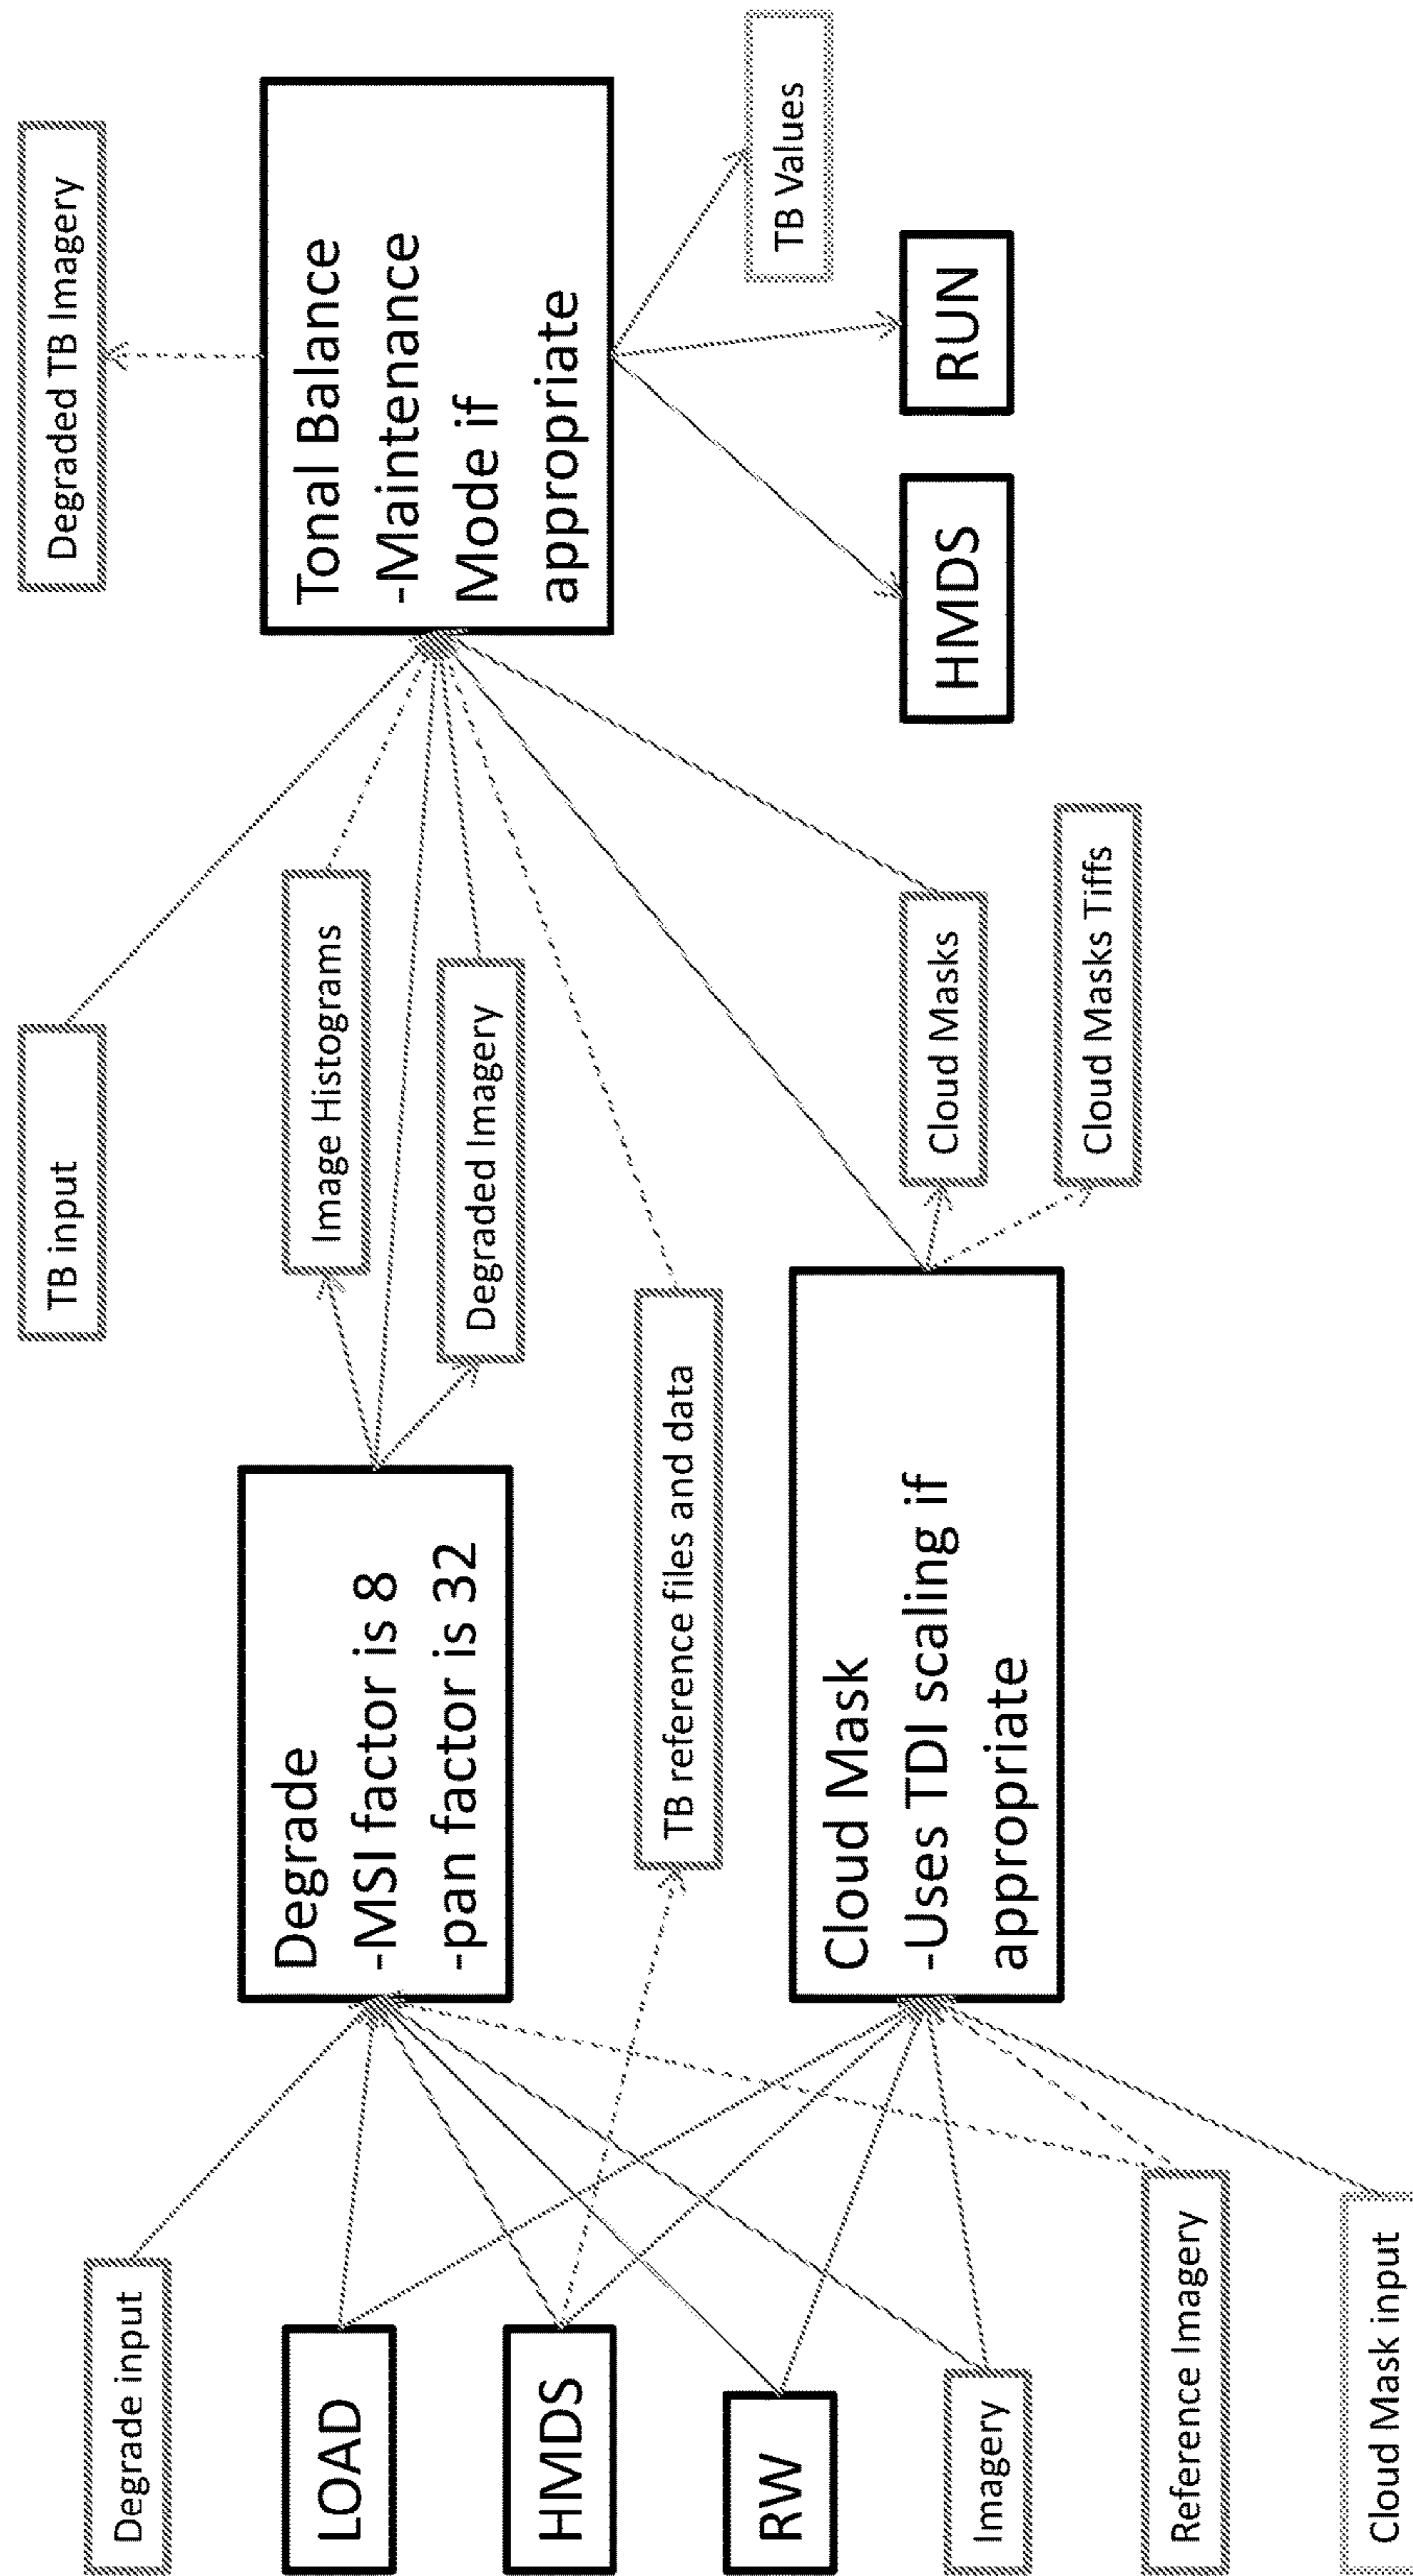 Degrade input
LOAD
HMDS
RW
Imagery
Reference Imagery
Cloud Mask input
Degrade
-MSI factor is 8
-pan factor is 32
TB reference files and data
Cloud Mask
-Uses TDI scaling if
appropriate
TB input
Image Histograms
Degraded Imagery
Cloud Masks
Cloud Masks Tiffs
Degraded TB Imagery
Tonal Balance
-Maintenance
Mode if
appropriate
HMDS
RUN
TB Values